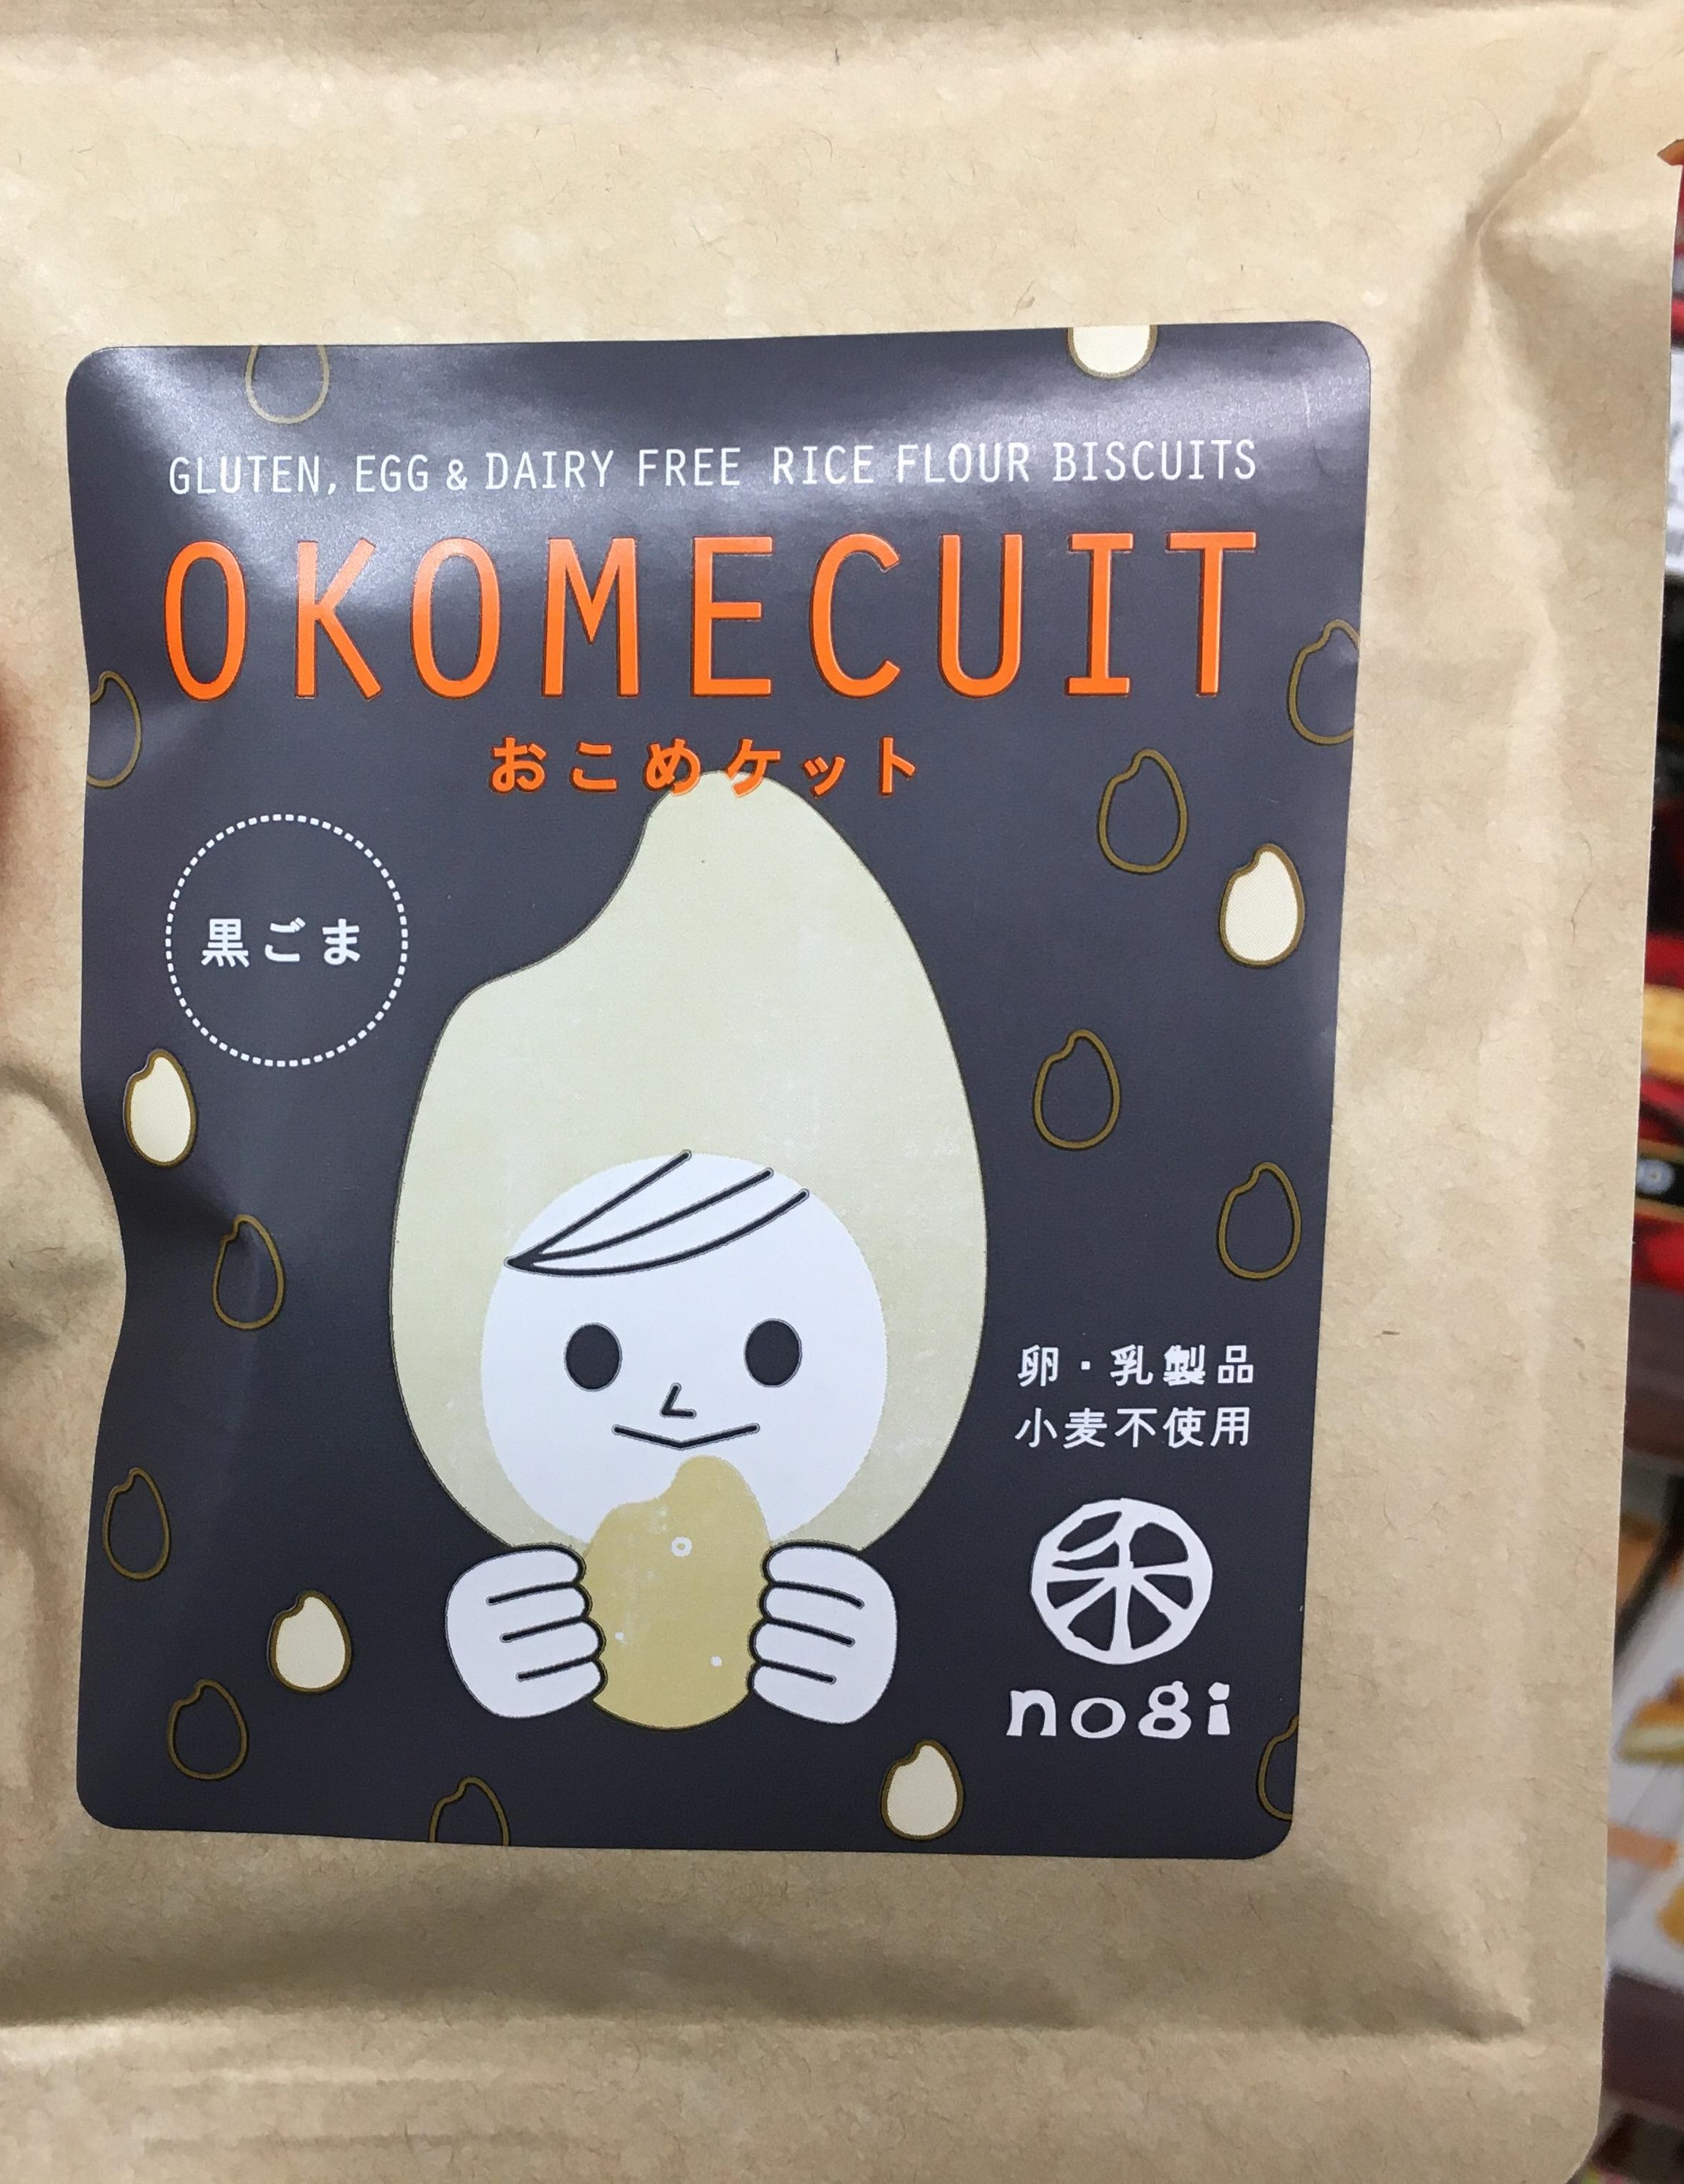 GLUTEN, EGG & DAIRY FREE RICE FLOUR BISCUITS
OKOMECUIT
おこめケット
黒ごま
卵・乳製品
小麦不使用
禾
nogi